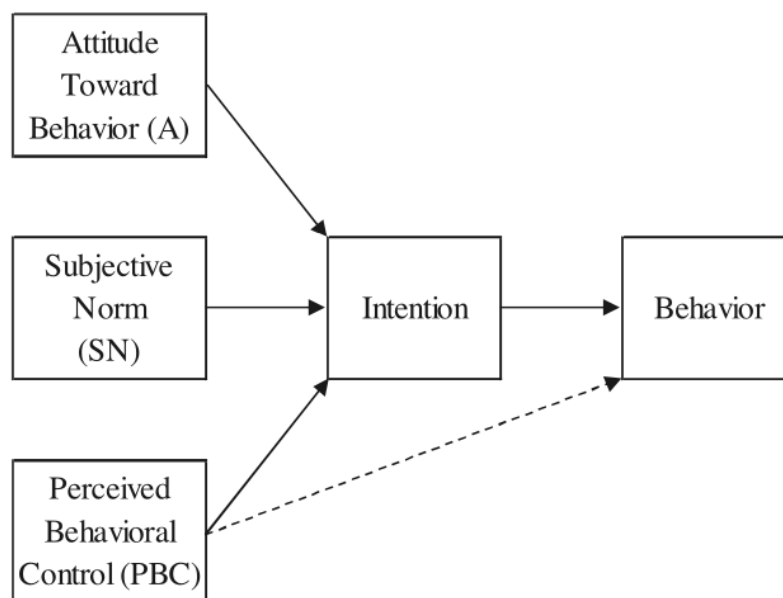 Attitude
Toward
Behavior (A)
Subjective
Norm
(SN)
Intention
Behavior
Perceived
Behavioral
Control (PBC)